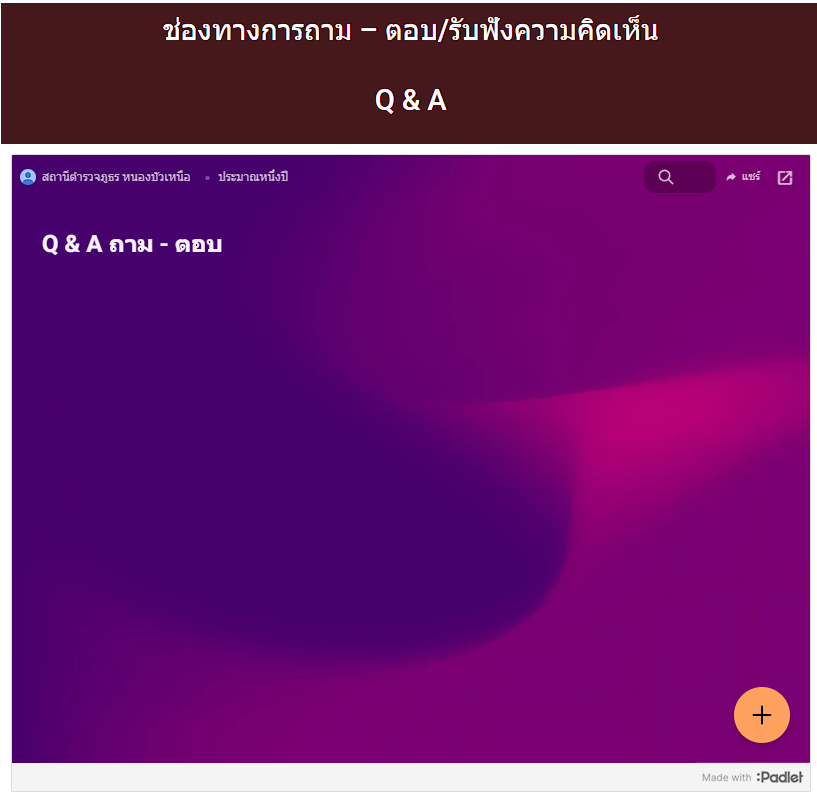 ช่องทางการถาม – ตอบ/รับฟังความคิดเห็น
Q & A
สถานีตำรวจภูธร หนองบัวเหนือ • ประมาณหนึ่งปี
แชร์
Q & A ถาม - ตอบ
Made with :Padlet